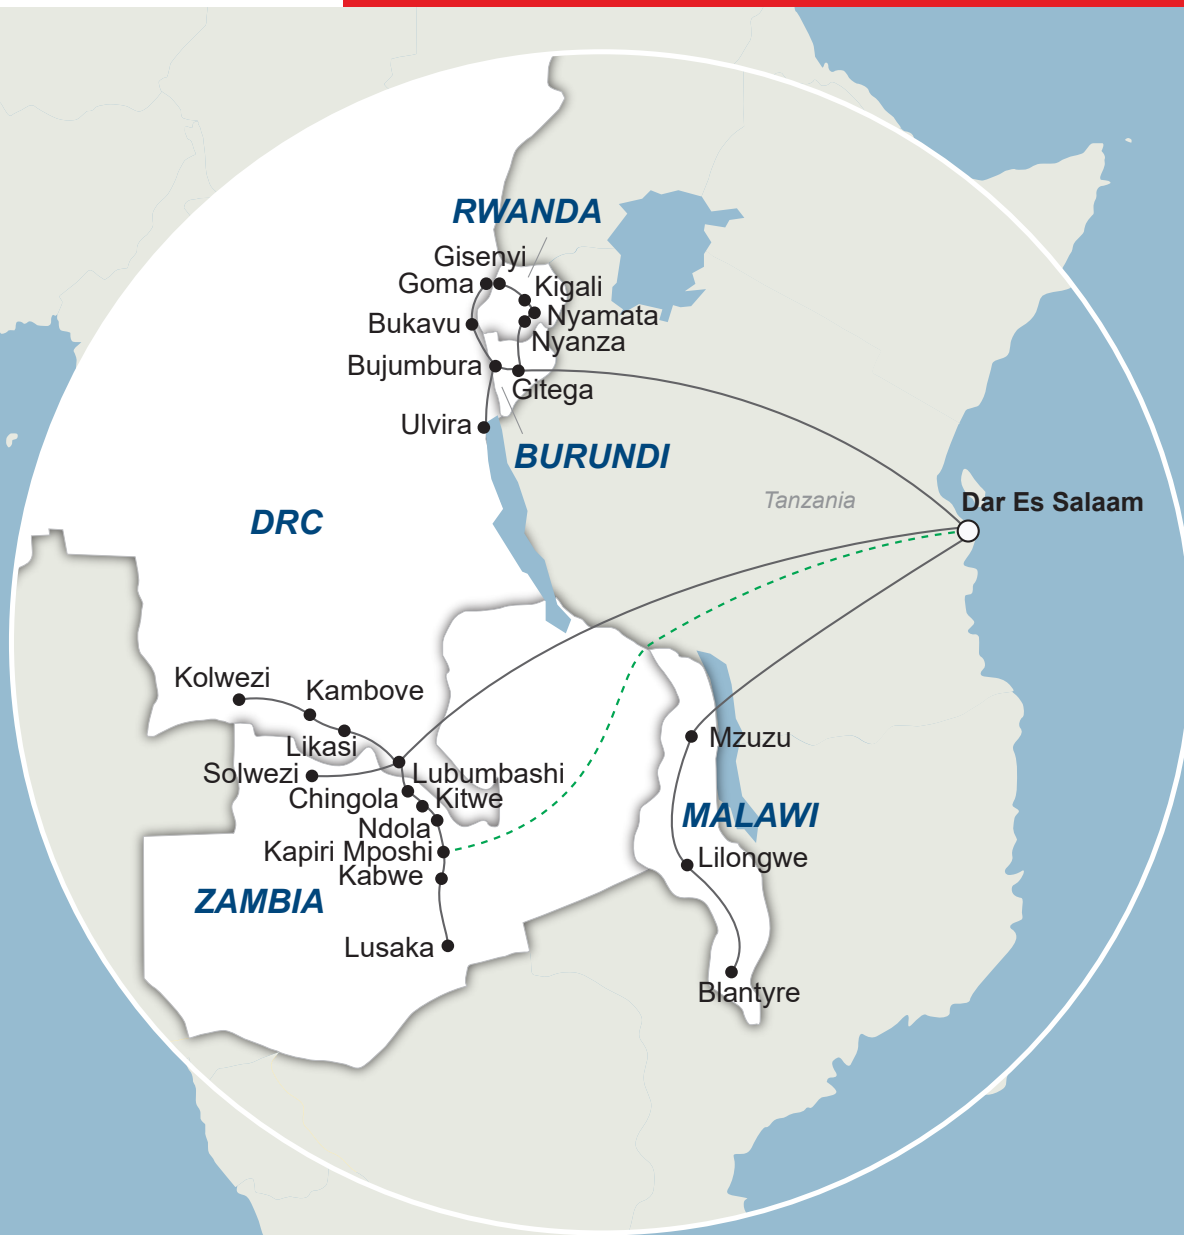 RWANDA
Gisenyi
Goma
Kigali
Bukavu
Nyamata
Nyanza
Bujumbura
Gitega
Ulvira
BURUNDI
Tanzania
Dar Es Salaam
DRC
Kolwezi
Kambove
Likasi
Mzuzu
Solwezi
Lubumbashi
Chingola
Kitwe
MALAWI
Ndola
Kapiri Mposhi
Lilongwe
Kabwe
ZAMBIA
Lusaka
Blantyre